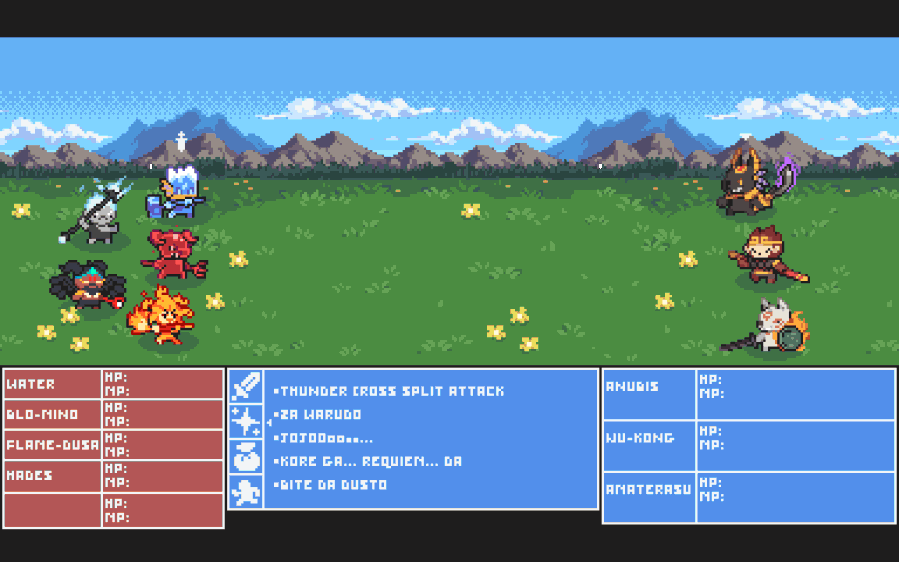 WATER
HP:
MP:
BLO-MINO
HP:
MP:
FLAME-DUSA
HP:
MP:
HADES
HP:
MP:
HP:
MP:
•THUNDER CROSS SPLIT ATTACK
•ZA WARUDO
•JOJOOoooo...
•KORE GA... REQUIEM... DA
•BITE DA DUSTO
ANUBIS
HP:
MP:
WU-KONG
HP:
MP:
AMATERASU
HP:
MP: